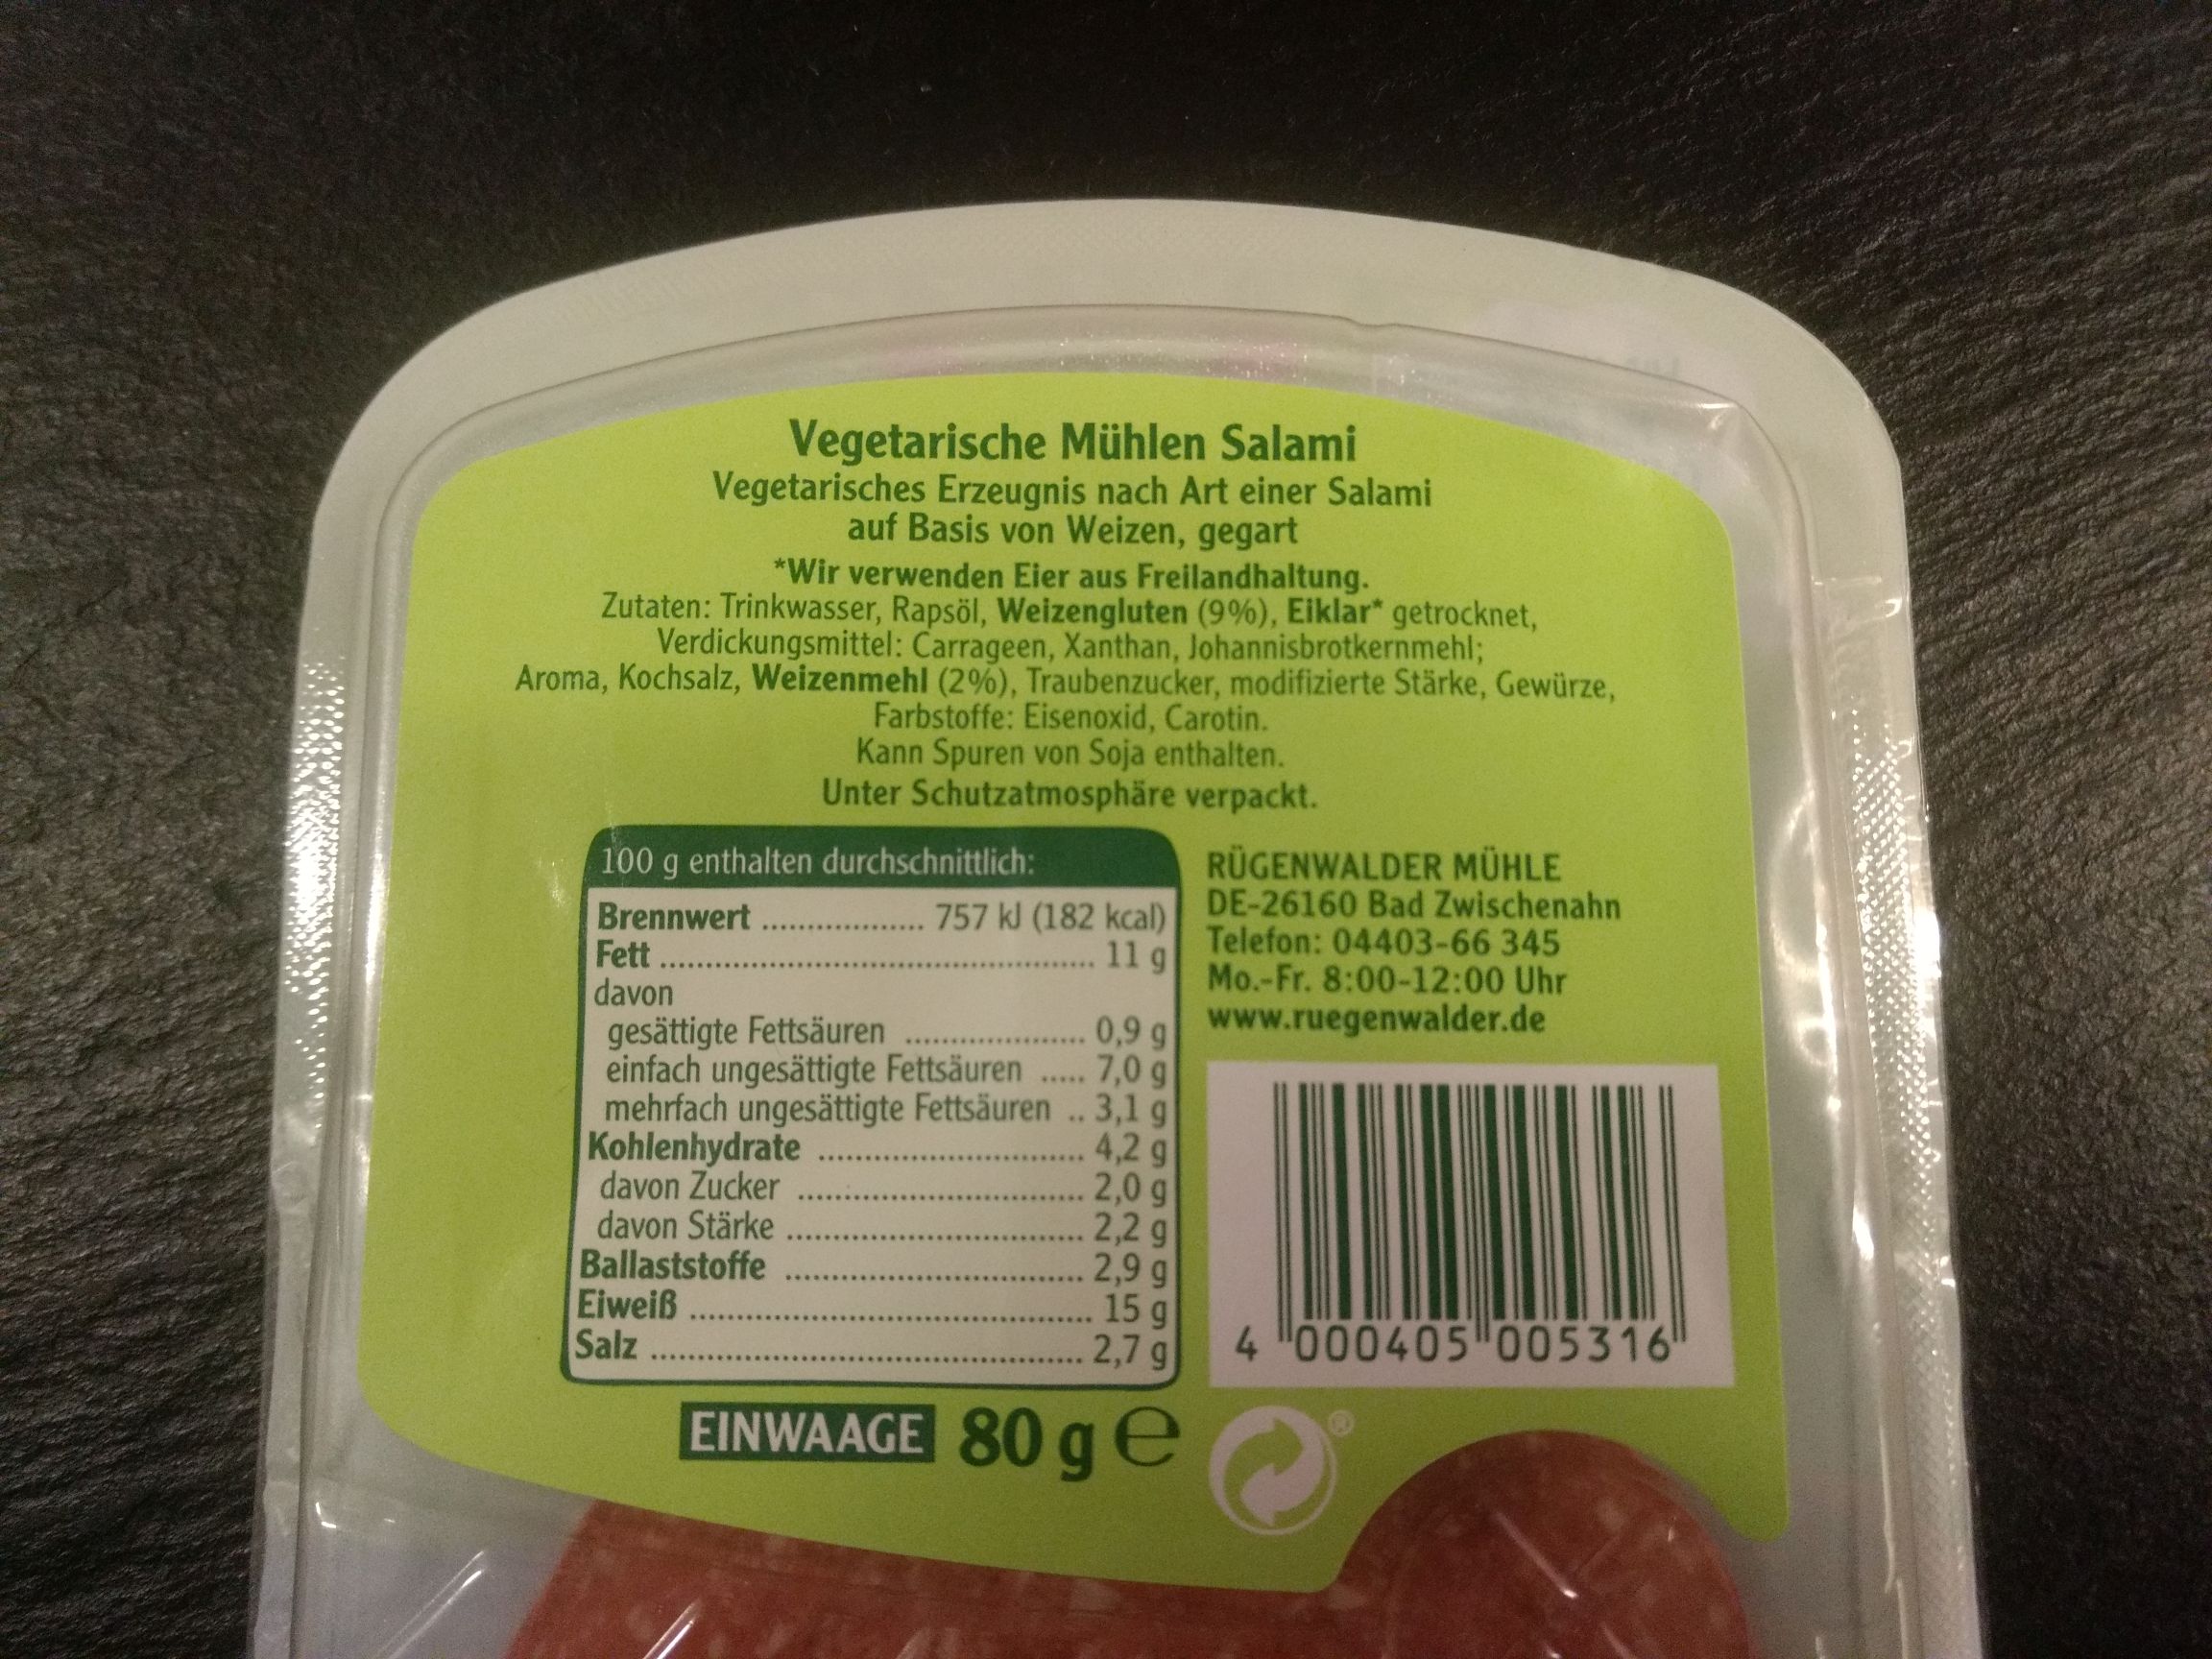 Vegetarische Mühlen Salami
Vegetarisches Erzeugnis nach Art einer Salami
auf Basis von Weizen, gegart
*Wir verwenden Eier aus Freilandhaltung.
Zutaten: Trinkwasser, Rapsöl, Weizengluten (9%), Eiklar* getrocknet,
Verdickungsmittel: Carrageen, Xanthan, Johannisbrotkernmehl;
Aroma, Kochsalz, Weizenmehl (2%), Traubenzucker, modifizierte Stärke, Gewürze,
Farbstoffe: Eisenoxid, Carotin.
Kann Spuren von Soja enthalten.
Unter Schutzatmosphäre verpackt.
100 g enthalten durchschnittlich:
Brennwert ................. 757 kJ (182 kcal)
Fett ............................................. 11 g
davon
gesättigte Fettsäuren ................... 0,9 g
einfach ungesättigte Fettsäuren ..... 7,0 g
mehrfach ungesättigte Fettsäuren .. 3,1 g
Kohlenhydrate ............................ 4,2 g
davon Zucker .............................. 2,0 g
davon Stärke ............................... 2,2 g
Ballaststoffe ............................... 2,9 g
Eiweiß .......................................... 15 g
Salz ............................................. 2,7 g
RÜGENWALDER MÜHLE
DE-26160 Bad Zwischenahn
Telefon: 04403-66 345
Mo.-Fr. 8:00-12:00 Uhr
www.ruegenwalder.de
4 000405 005316
EINWAAGE 80 g ℮
®